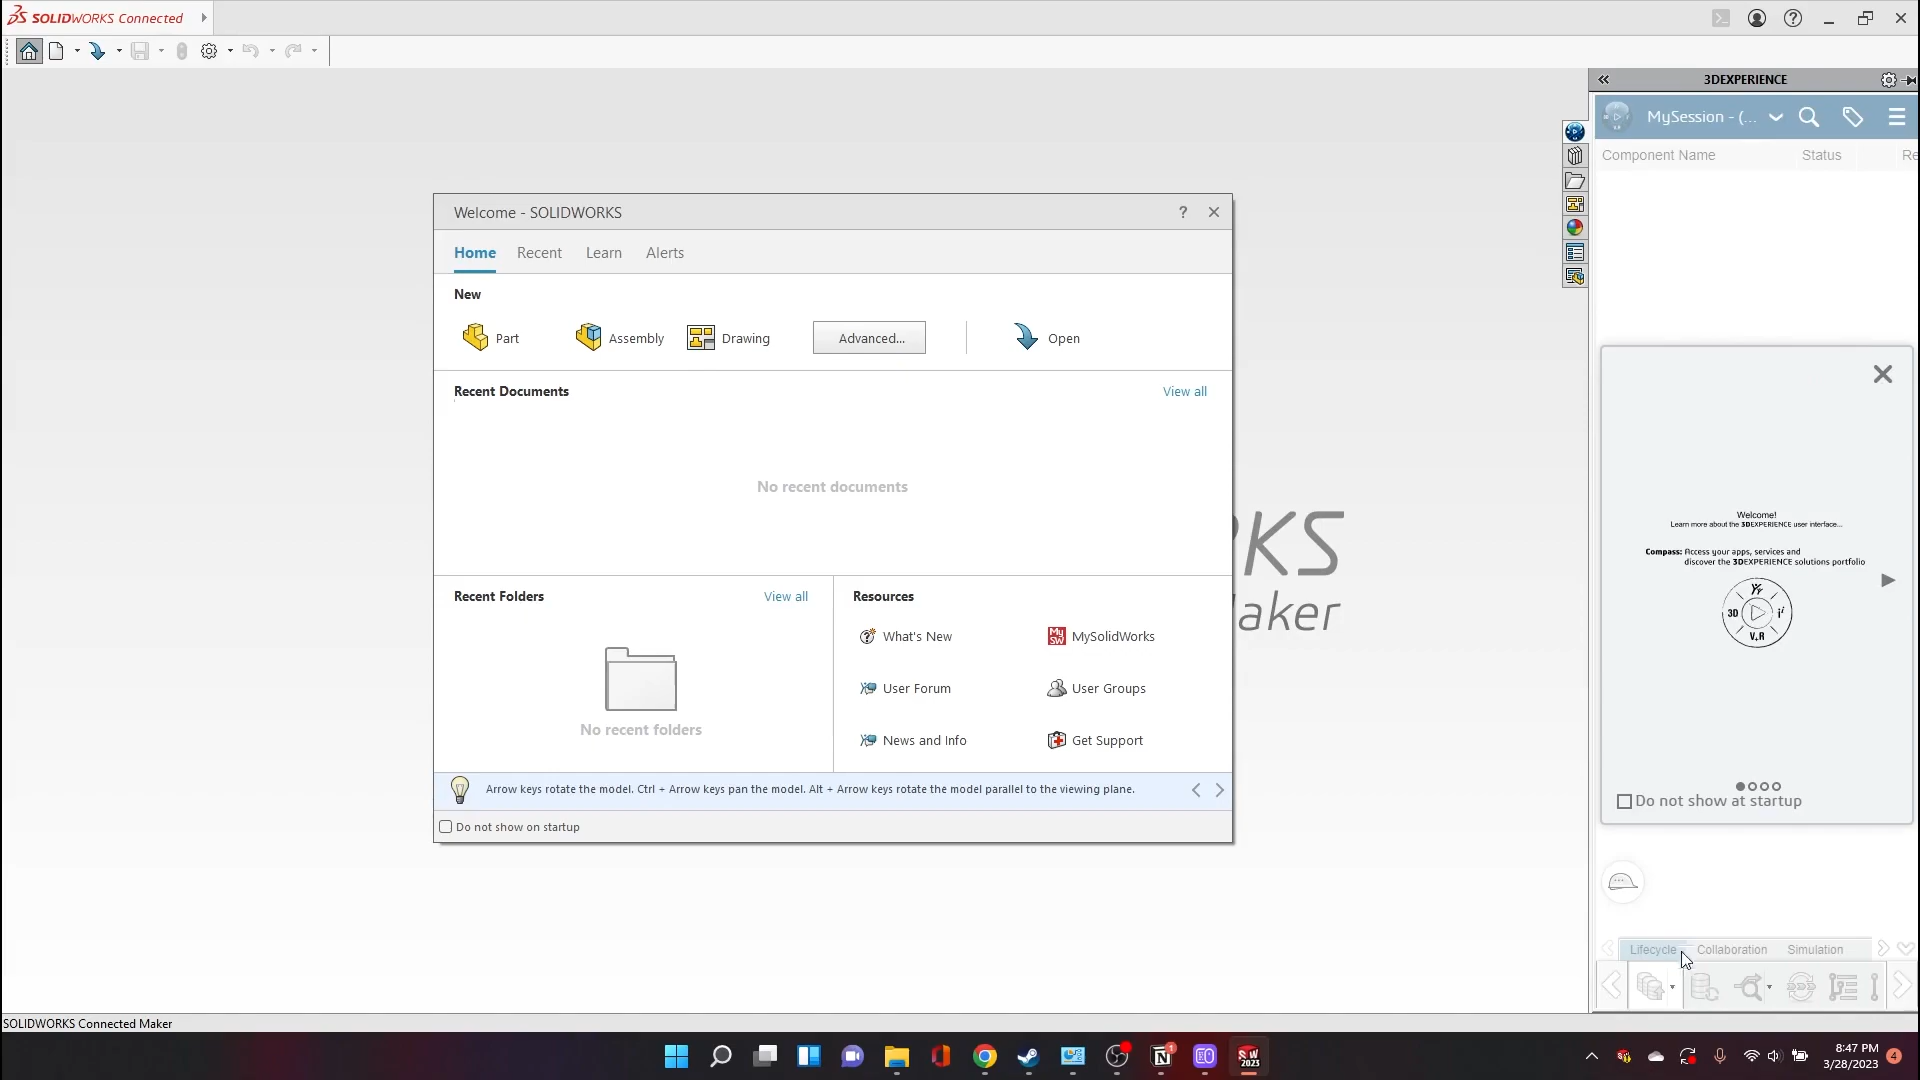 SOLIDWORKS Connected
3DEXPERIENCE
MySession - (...
Component Name Status Re
Welcome - SOLIDWORKS
Home Recent Learn Alerts
New
Part Assembly Drawing Advanced... Open
Recent Documents View all
No recent documents
RKS
Maker
Recent Folders View all
No recent folders
Resources
What's New MySolidWorks
User Forum User Groups
News and Info Get Support
Arrow keys rotate the model. Ctrl + Arrow keys pan the model. Alt + Arrow keys rotate the model parallel to the viewing plane.
Do not show on startup
Welcome!
Learn more about the 3DEXPERIENCE user interface...
Compass: Access your apps, services and
discover the 3DEXPERIENCE solutions portfolio
3D
V+R
Do not show at startup
Lifecycle Collaboration Simulation
SOLIDWORKS Connected Maker
8:47 PM
3/28/2023
4